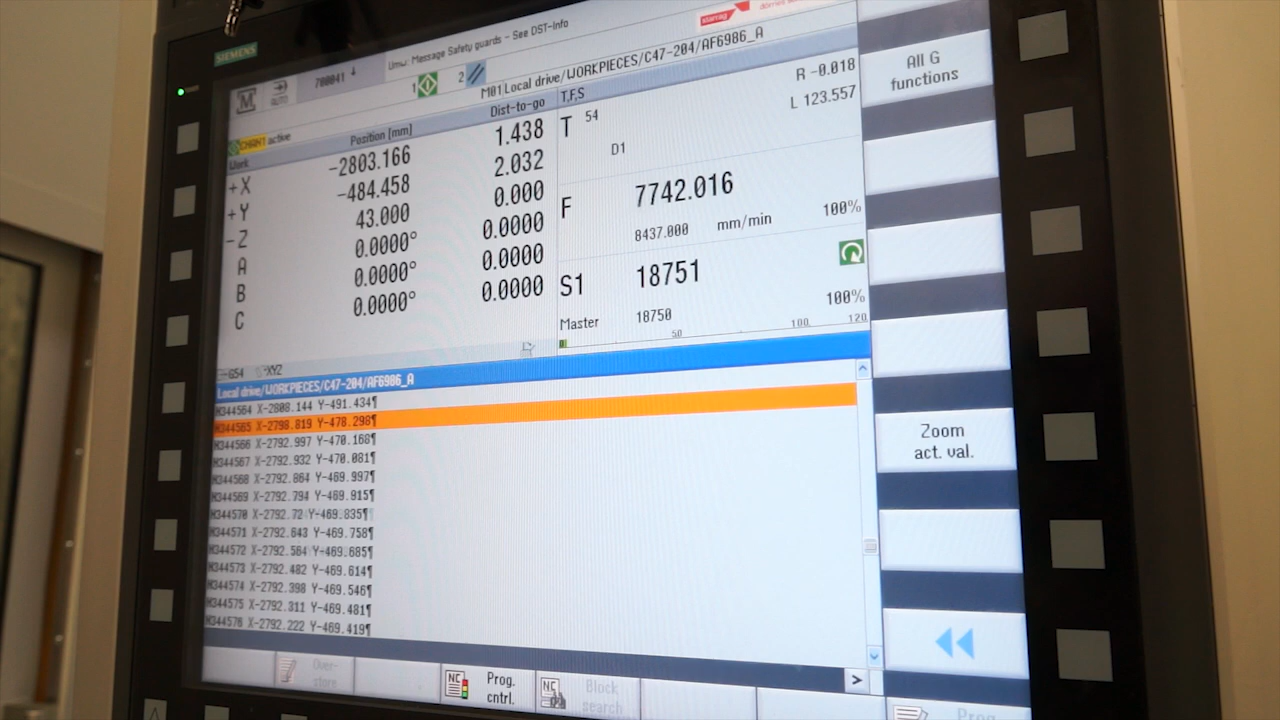 SIEMENS
starrag
700041
Umw: Message Safety guards - See DST-Info
M
AUTO
1
2
M01 Local drive/WORKPIECES/C47-204/AF6986_A
CHAN1 active
Work
Position [mm]
Dist-to-go
+X -2803.166 1.438
+Y -484.458 2.032
-Z 43.000 0.000
A 0.0000° 0.0000
B 0.0000° 0.0000
C 0.0000° 0.0000
G54
XYZ
T,F,S
T 54
R -0.018
L 123.557
D1
F 7742.016
8437.000 mm/min 100%
S1 18751
Master 18750 100%
0 50 100 120
Local drive/WORKPIECES/C47-204/AF6986_A
N344564 X-2808.144 Y-491.434¶
N344565 X-2798.819 Y-478.298¶
N344566 X-2792.997 Y-470.168¶
N344567 X-2792.932 Y-470.081¶
N344568 X-2792.864 Y-469.997¶
N344569 X-2792.794 Y-469.915¶
N344570 X-2792.72 Y-469.835¶
N344571 X-2792.643 Y-469.758¶
N344572 X-2792.564 Y-469.685¶
N344573 X-2792.482 Y-469.614¶
N344574 X-2792.398 Y-469.546¶
N344575 X-2792.311 Y-469.481¶
N344576 X-2792.222 Y-469.419¶
All G
functions
Zoom
act. val.
Over-
store
NC
Prog.
cntrl.
NC
Block
search
>
Prog.